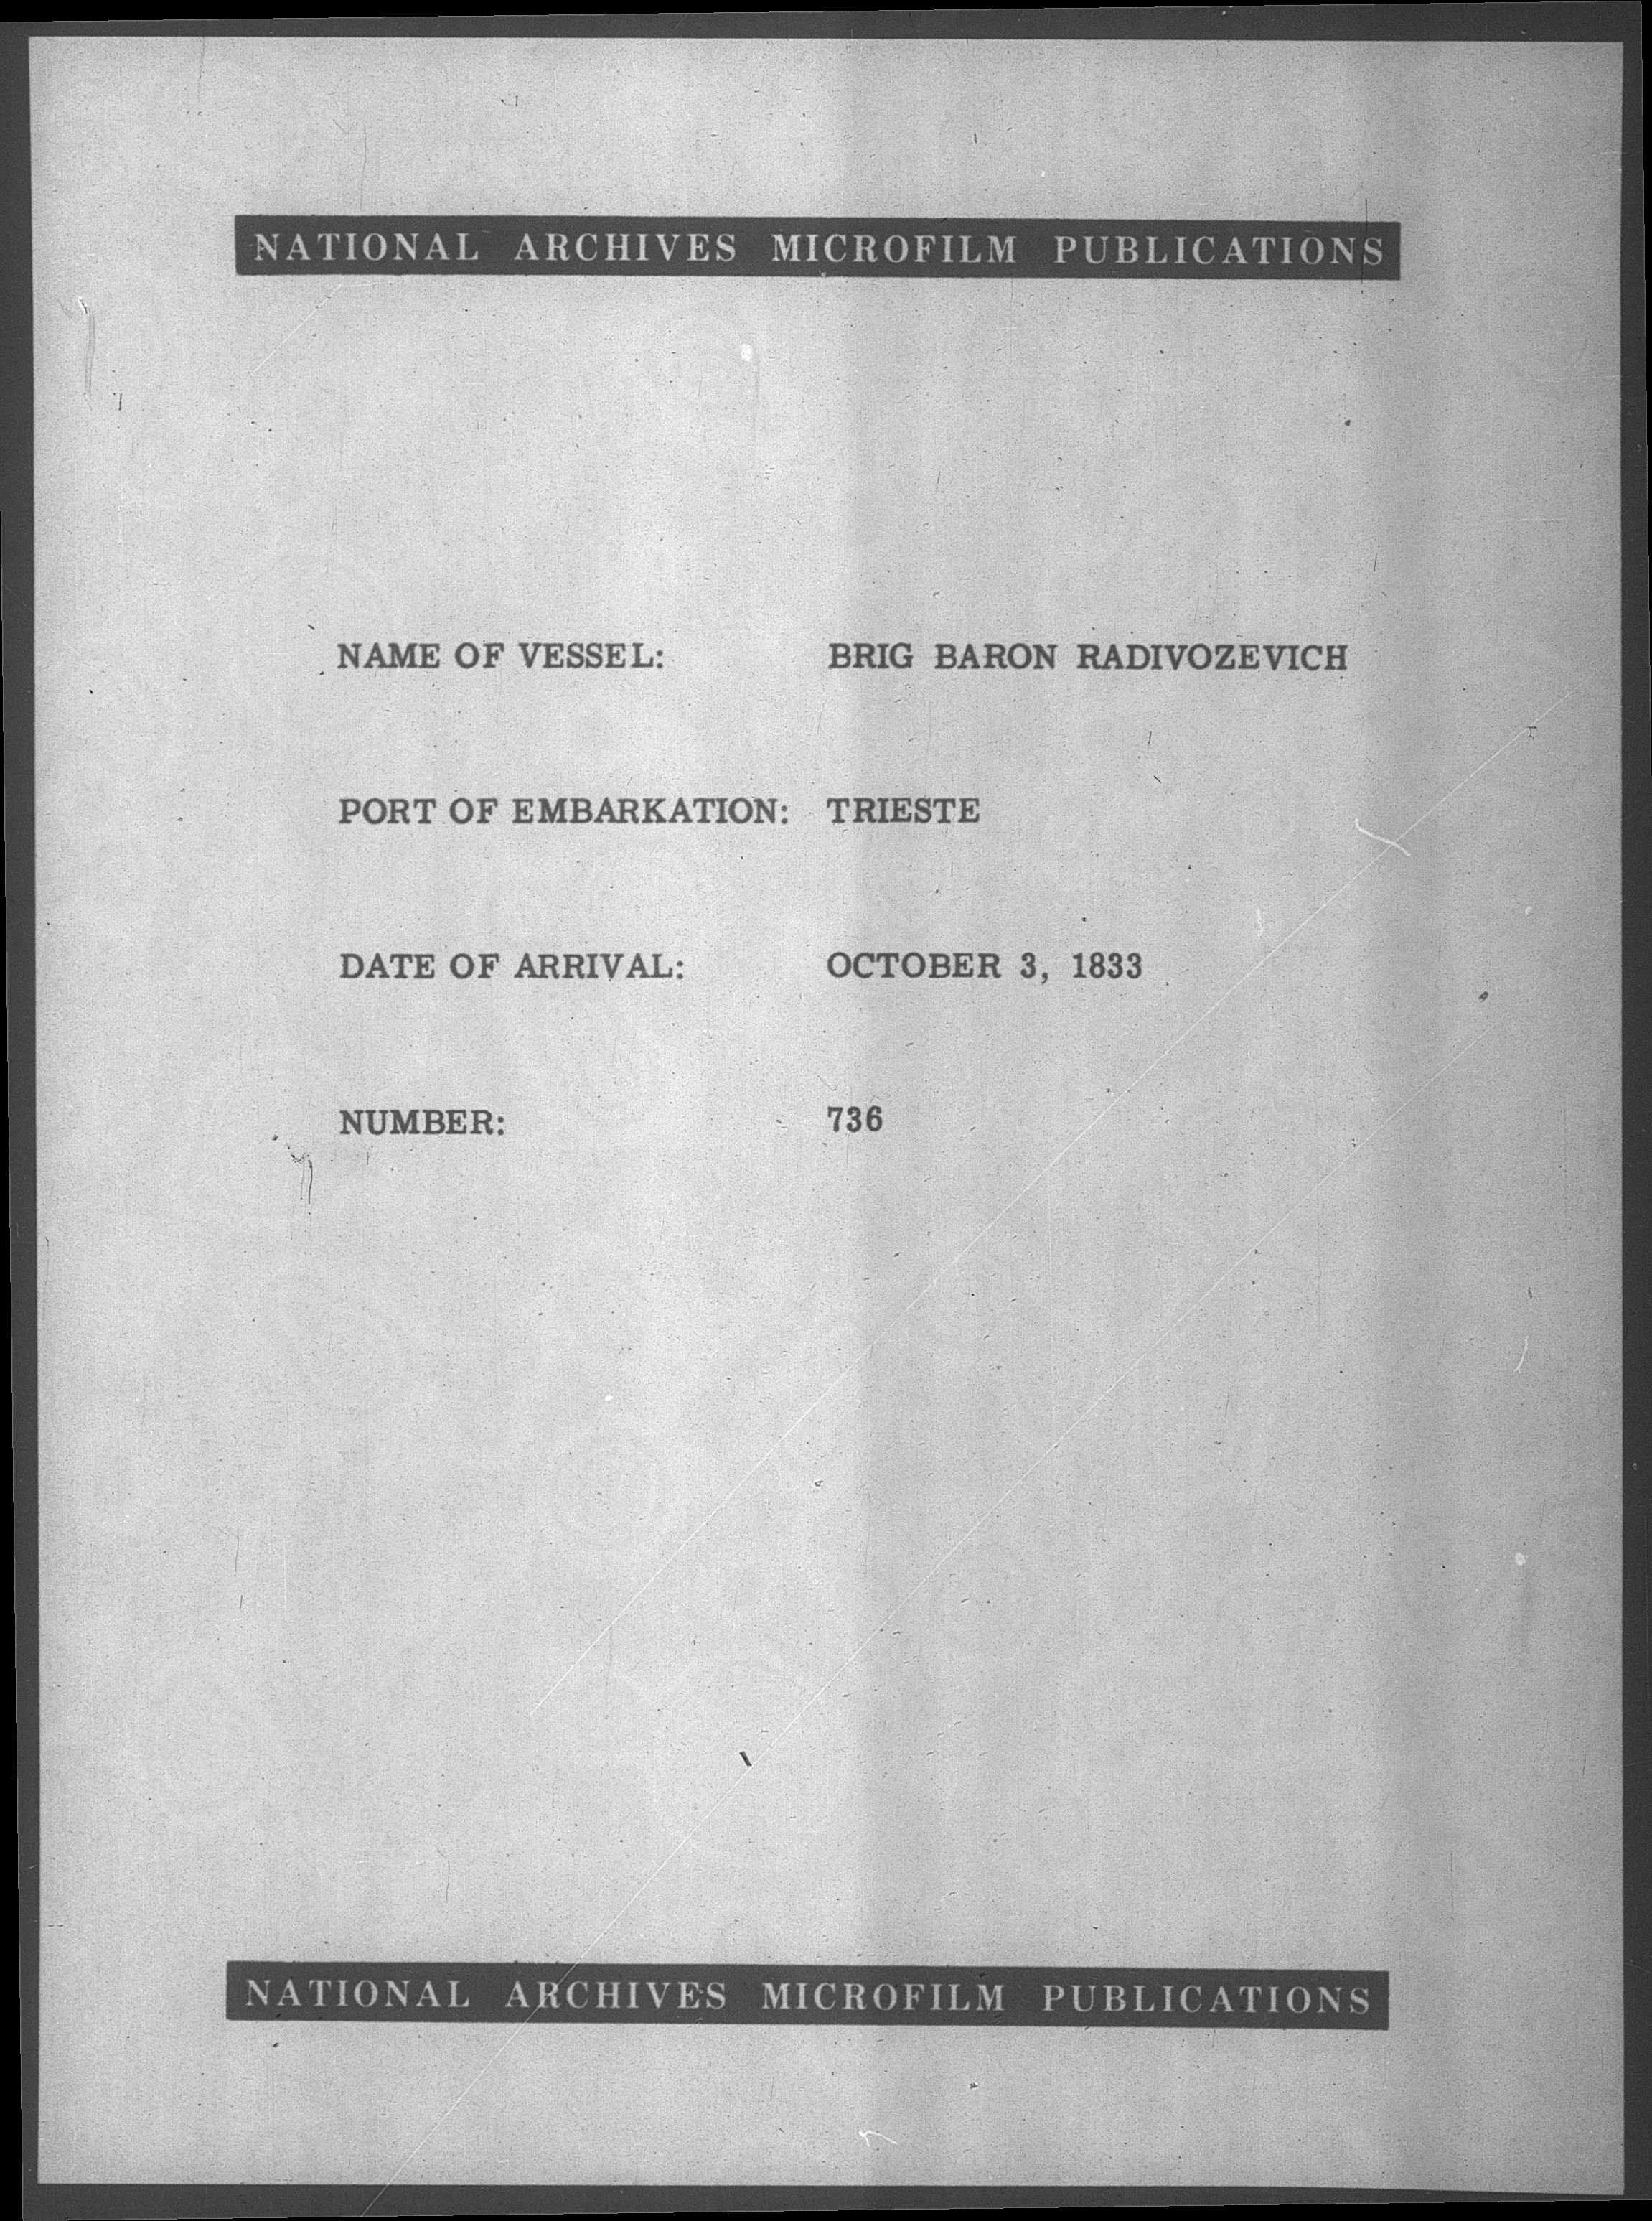 NATIONAL ARCHIVES MICROFILM PUBLICATIONS
NAME OF VESSEL: BRIG BARON RADIVOZEVICH
PORT OF EMBARKATION: TRIESTE
DATE OF ARRIVAL: OCTOBER 3, 1833
NUMBER: 736
NATIONAL ARCHIVES MICROFILM PUBLICATIONS